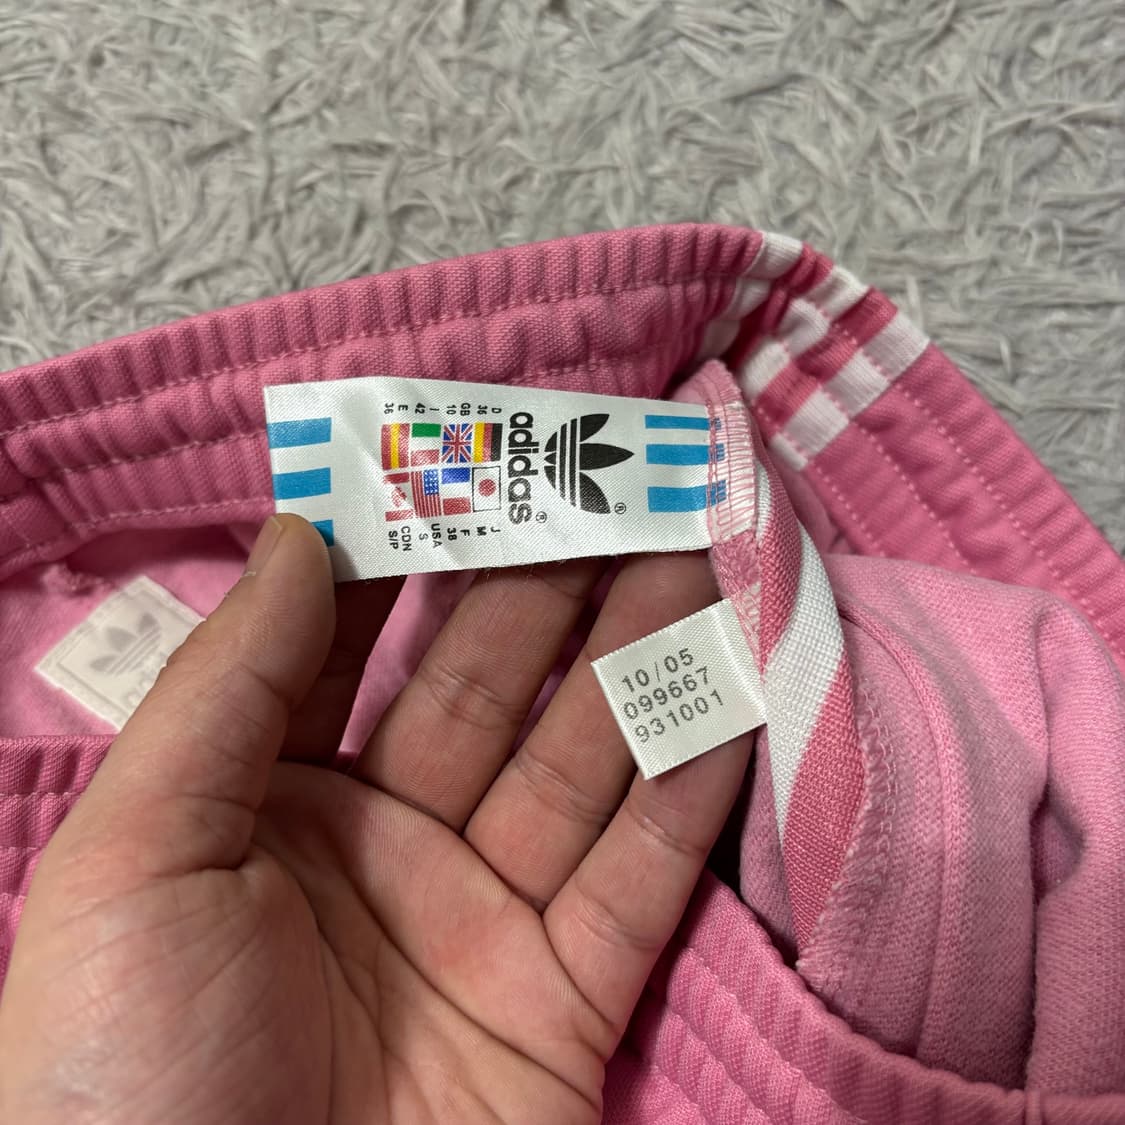 adidas®
®
D
36
GB
10
I
42
E
36
J
M
F
38
USA
S
CDN
S/P
10/05
099667
931001